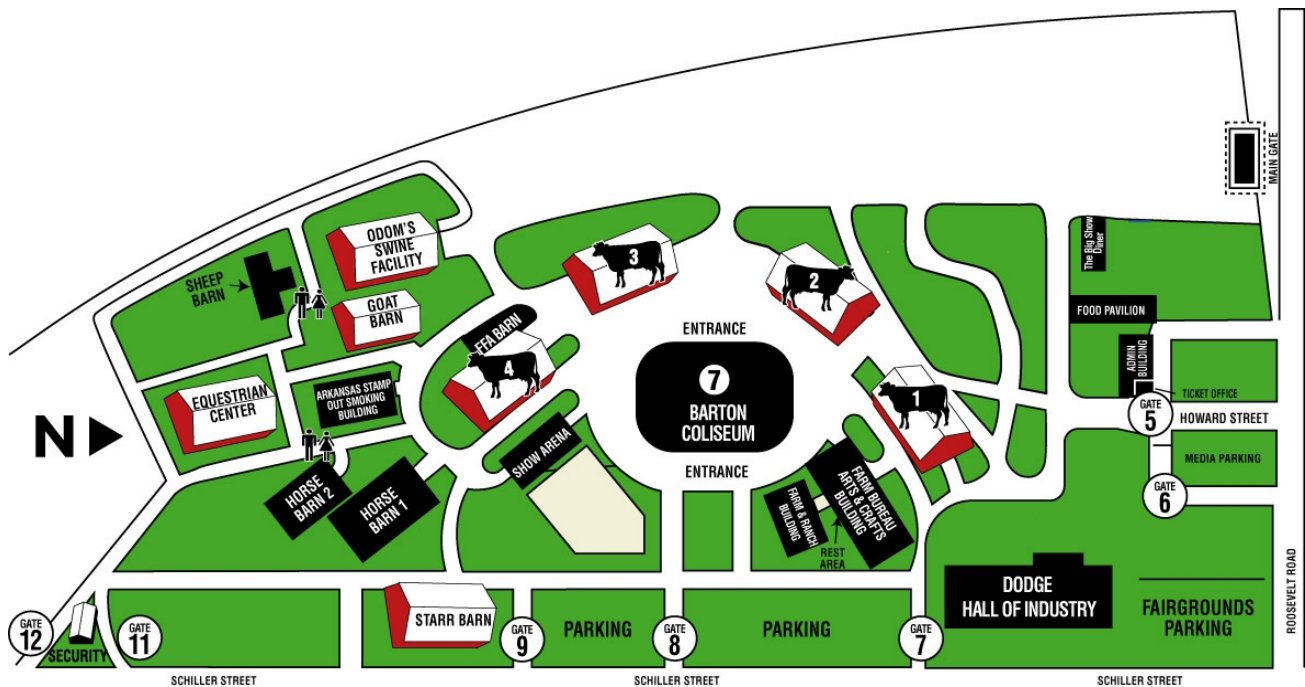 MAIN GATE
ROOSEVELT ROAD
The Big Show
Diner
FOOD PAVILION
ADMIN
BUILDING
TICKET OFFICE
GATE
5
HOWARD STREET
MEDIA PARKING
GATE
6
ODOM'S
SWINE
FACILITY
SHEEP
BARN
GOAT
BARN
3
2
FFA BARN
4
1
ENTRANCE
7
BARTON
COLISEUM
ENTRANCE
EQUESTRIAN
CENTER
ARKANSAS STAMP
OUT SMOKING
BUILDING
N
SHOW ARENA
HORSE
BARN 2
HORSE
BARN 1
FARM & RANCH
BUILDING
FARM BUREAU
ARTS & CRAFTS
BUILDING
REST
AREA
DODGE
HALL OF INDUSTRY
FAIRGROUNDS
PARKING
GATE
12
SECURITY
GATE
11
STARR BARN
GATE
9
PARKING
GATE
8
PARKING
GATE
7
SCHILLER STREET
SCHILLER STREET
SCHILLER STREET